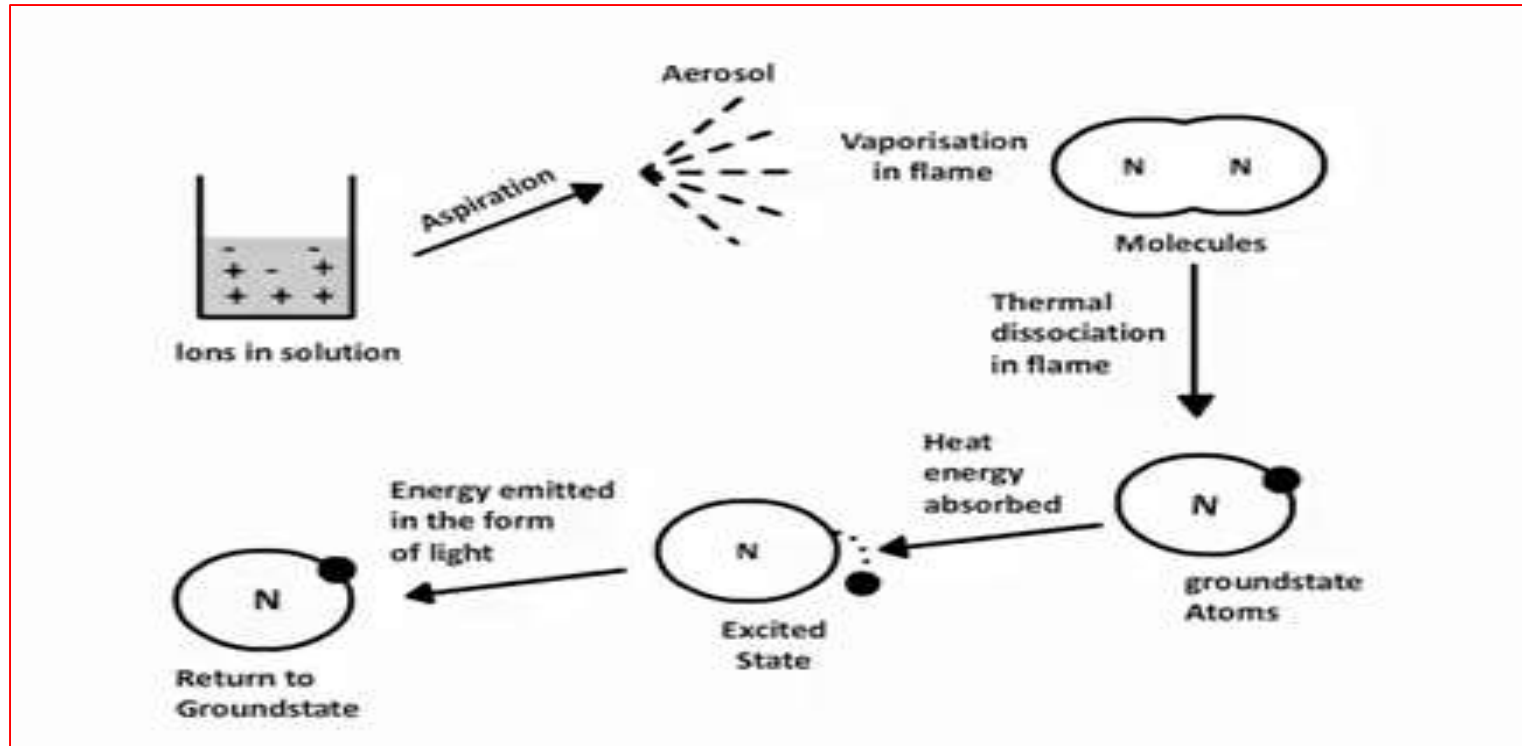 Aerosol
Aspiration
Vaporisation
in flame
N N
Molecules
- -
+ - +
+ + +
Ions in solution
Thermal
dissociation
in flame
Heat
energy
absorbed
N
groundstate
Atoms
Energy emitted
in the form
of light
N
Excited
State
N
Return to
Groundstate